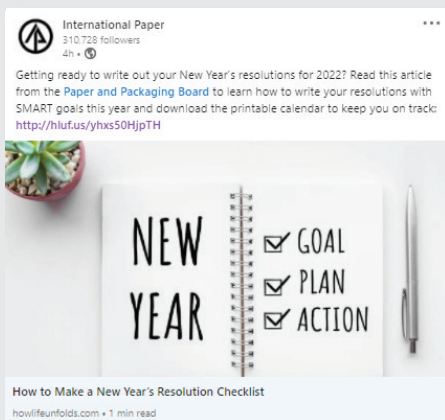 International Paper
310,728 followers
4h •
Getting ready to write out your New Year's resolutions for 2022? Read this article
from the Paper and Packaging Board to learn how to write your resolutions with
SMART goals this year and download the printable calendar to keep you on track:
http://hluf.us/yhxs50HjpTH
NEW
YEAR
GOAL
PLAN
ACTION
How to Make a New Year's Resolution Checklist
howlifeunfolds.com • 1 min read